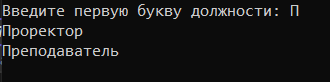 Введите первую букву должности: П
Проректор
Преподаватель